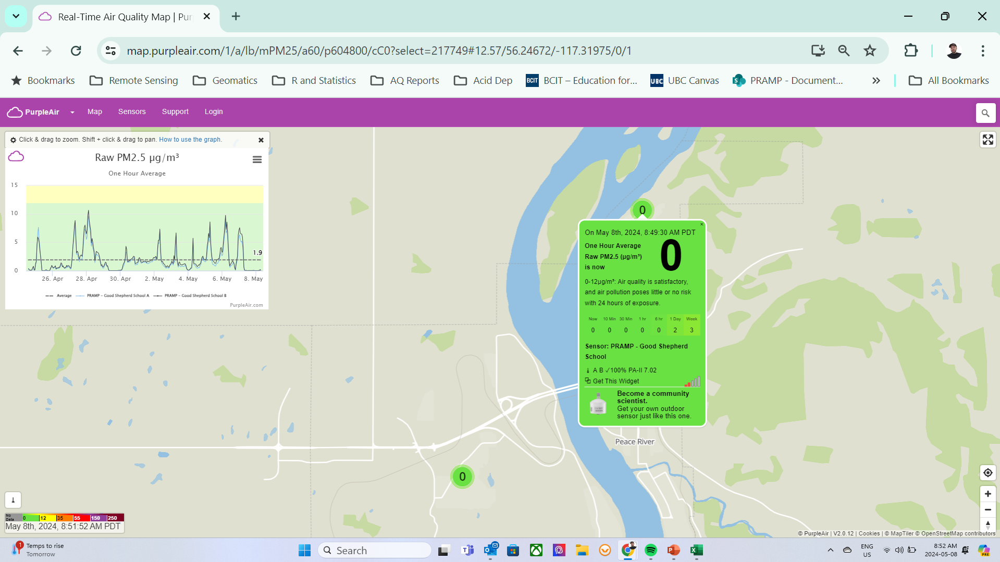 Real-Time Air Quality Map | Pur
map.purpleair.com/1/a/lb/mPM25/a60/p604800/cC0?select=217749#12.57/56.24672/-117.31975/0/1
Bookmarks Remote Sensing Geomatics R and Statistics AQ Reports Acid Dep BCIT BCIT – Education for... UBC UBC Canvas S PRAMP - Document... All Bookmarks
PurpleAir Map Sensors Support Login
Click & drag to zoom. Shift + click & drag to pan. How to use the graph.
Raw PM2.5 µg/m³
One Hour Average
15
10
5
0
1.9
26. Apr 28. Apr 30. Apr 2. May 4. May 6. May 8. May
Average PRAMP - Good Shepherd School A PRAMP - Good Shepherd School B
PurpleAir.com
0
On May 8th, 2024, 8:49:30 AM PDT
One Hour Average
Raw PM2.5 (µg/m³)
is now
0
0-12µg/m³: Air quality is satisfactory,
and air pollution poses little or no risk
with 24 hours of exposure.
Now 10 Min 30 Min 1 hr 6 hr 1 Day Week
0 0 0 0 0 2 3
Sensor: PRAMP - Good Shepherd
School
A B ✓100% PA-II 7.02
Get This Widget
Become a community
scientist.
Get your own outdoor
sensor just like this one.
Peace River
0
No Data 0 12 35 55 150 250
May 8th, 2024, 8:51:52 AM PDT
© PurpleAir | V2.0.12 | Cookies | © MapTiler © OpenStreetMap contributors
1
Temps to rise
Tomorrow
Search
ENG
US
8:52 AM
2024-05-08
PRE